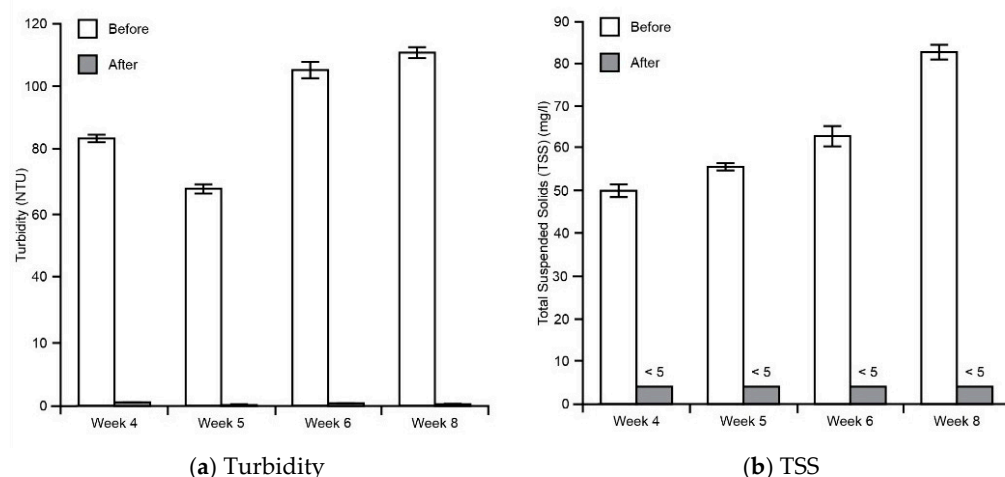 120
100
80
60
40
10
0
Turbidity (NTU)
Before
After
Week 4 Week 5 Week 6 Week 8
(a) Turbidity
90
80
70
60
50
40
30
20
10
0
Total Suspended Solids (TSS) (mg/l)
Before
After
< 5 < 5 < 5 < 5
Week 4 Week 5 Week 6 Week 8
(b) TSS